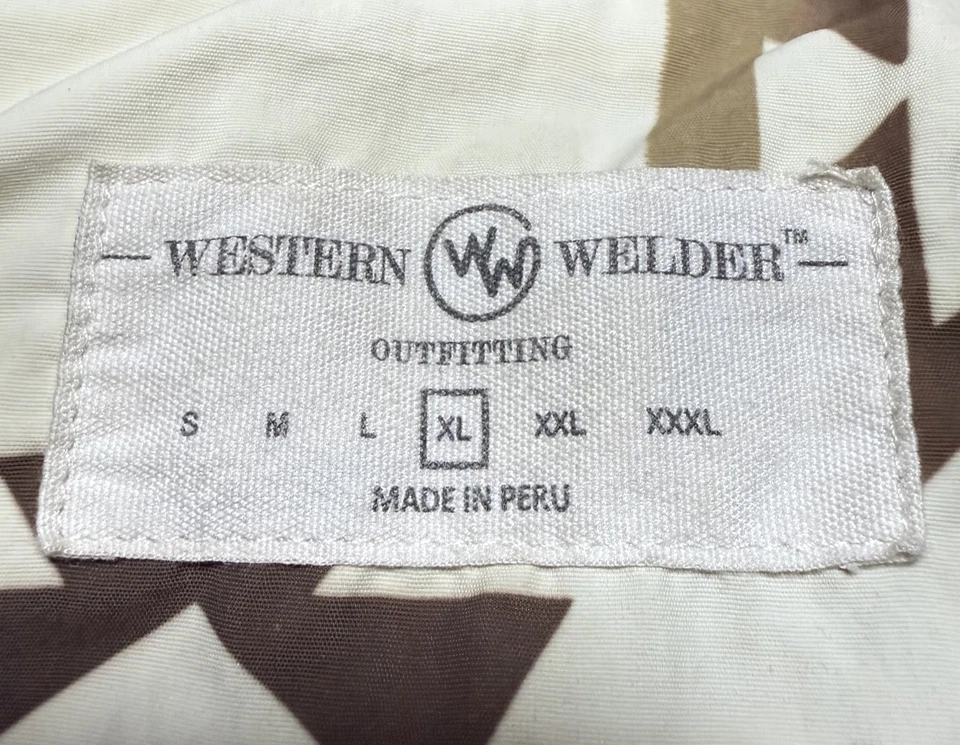 WESTERN WW WELDER™
OUTFITTING
S M L XL XXL XXXL
MADE IN PERU